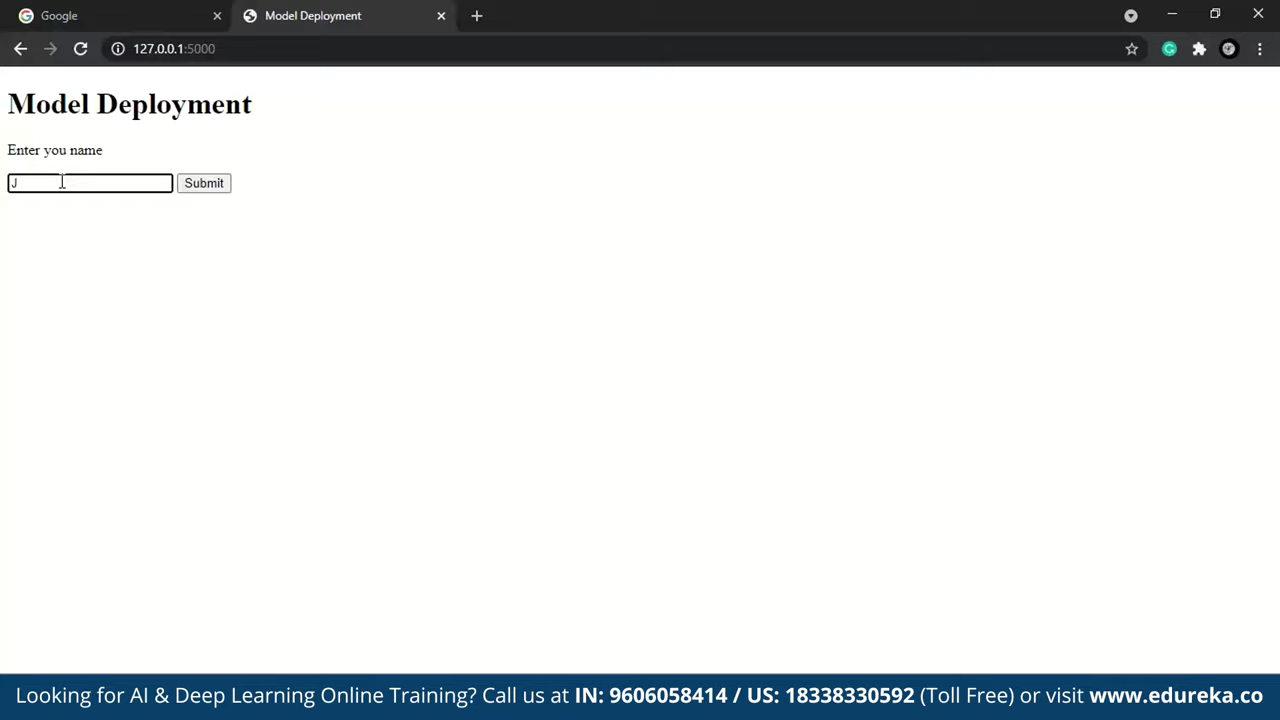 Google
Model Deployment
127.0.0.1:5000
Model Deployment
Enter you name
J
Submit
Looking for AI & Deep Learning Online Training? Call us at IN: 9606058414 / US: 18338330592 (Toll Free) or visit www.edureka.co